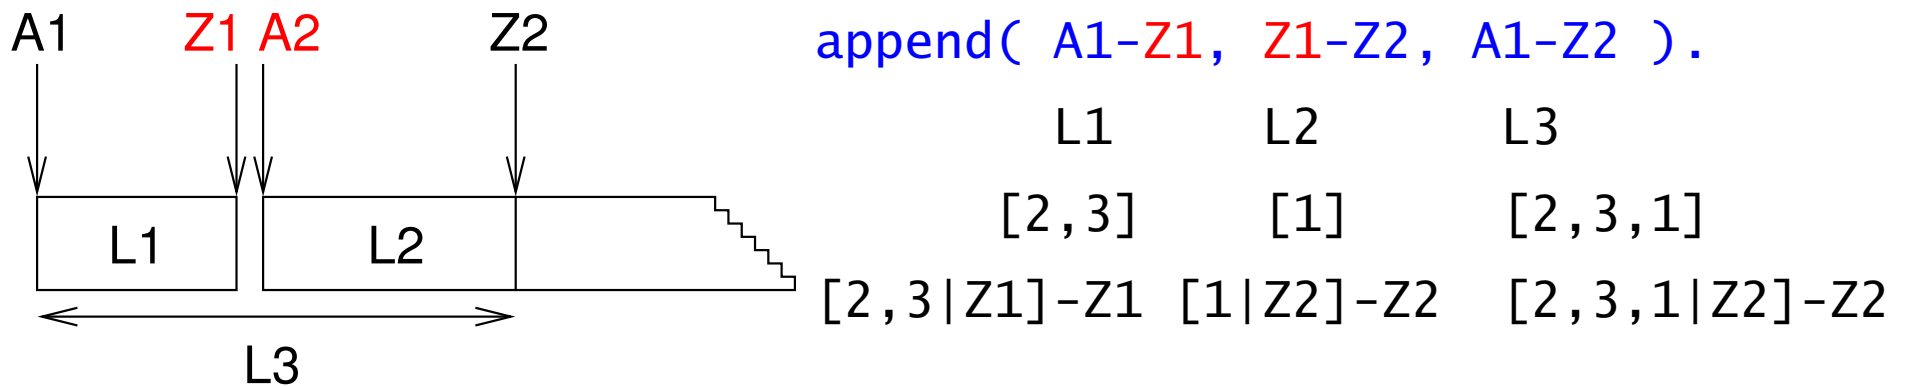 A1 Z1 A2 Z2
L1 L2
L3
append( A1-Z1, Z1-Z2, A1-Z2 ).
L1 L2 L3
[2,3] [1] [2,3,1]
[2,3|Z1]-Z1 [1|Z2]-Z2 [2,3,1|Z2]-Z2